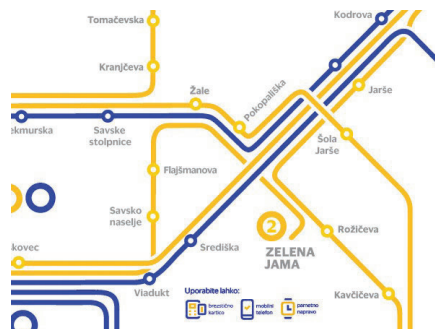 Tomačevska
Kodrova
Kranjčeva
Žale
Pokopališka
Jarše
ekmurska
Savske
stolpnice
Šola
Jarše
Flajšmanova
Savsko
naselje
2
ZELENA
JAMA
Rožičeva
kovec
Središka
Viadukt
Kavčičeva
Uporabite lahko:
brezstično
kartico
mobilni
telefon
pametno
napravo